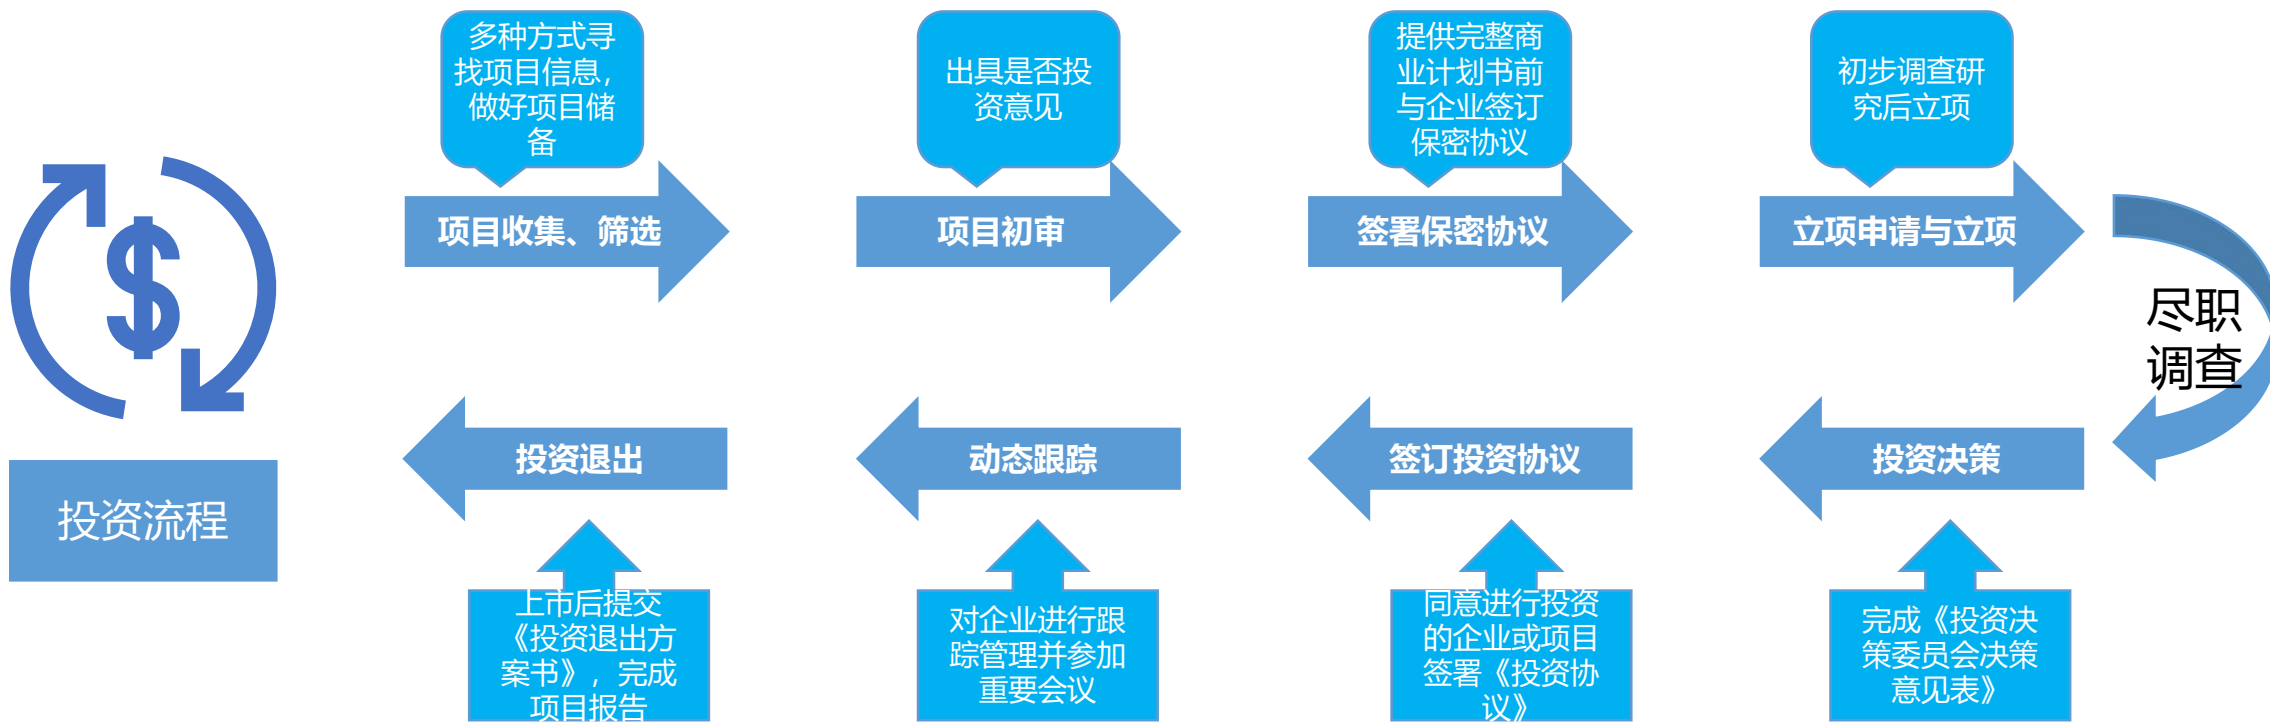 多种方式寻
找项目信息，
做好项目储
备
出具是否投
资意见
提供完整商
业计划书前
与企业签订
保密协议
初步调查研
究后立项
项目收集、筛选
项目初审
签署保密协议
立项申请与立项
尽职
调查
投资流程
投资退出
动态跟踪
签订投资协议
投资决策
上市后提交
《投资退出方
案书》，完成
项目报告
对企业进行跟
踪管理并参加
重要会议
同意进行投资
的企业或项目
签署《投资协
议》
完成《投资决
策委员会决策
意见表》